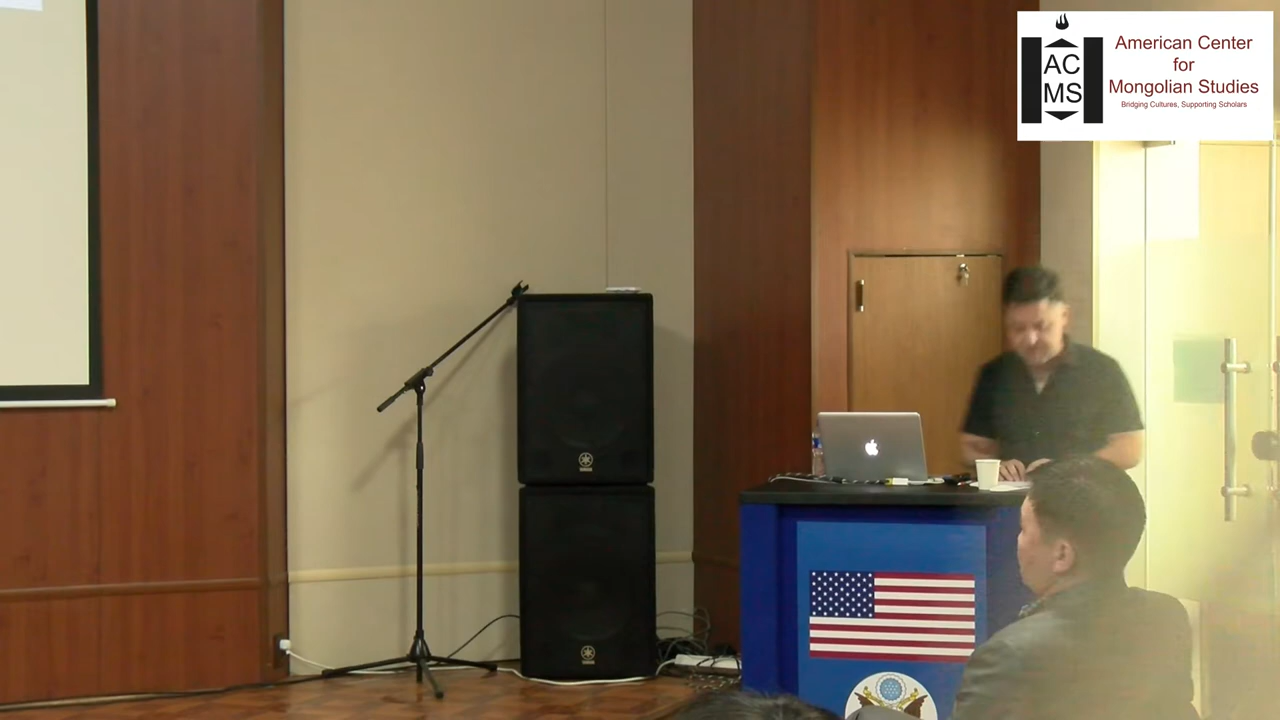 AC
MS
American Center
for
Mongolian Studies
Bridging Cultures, Supporting Scholars